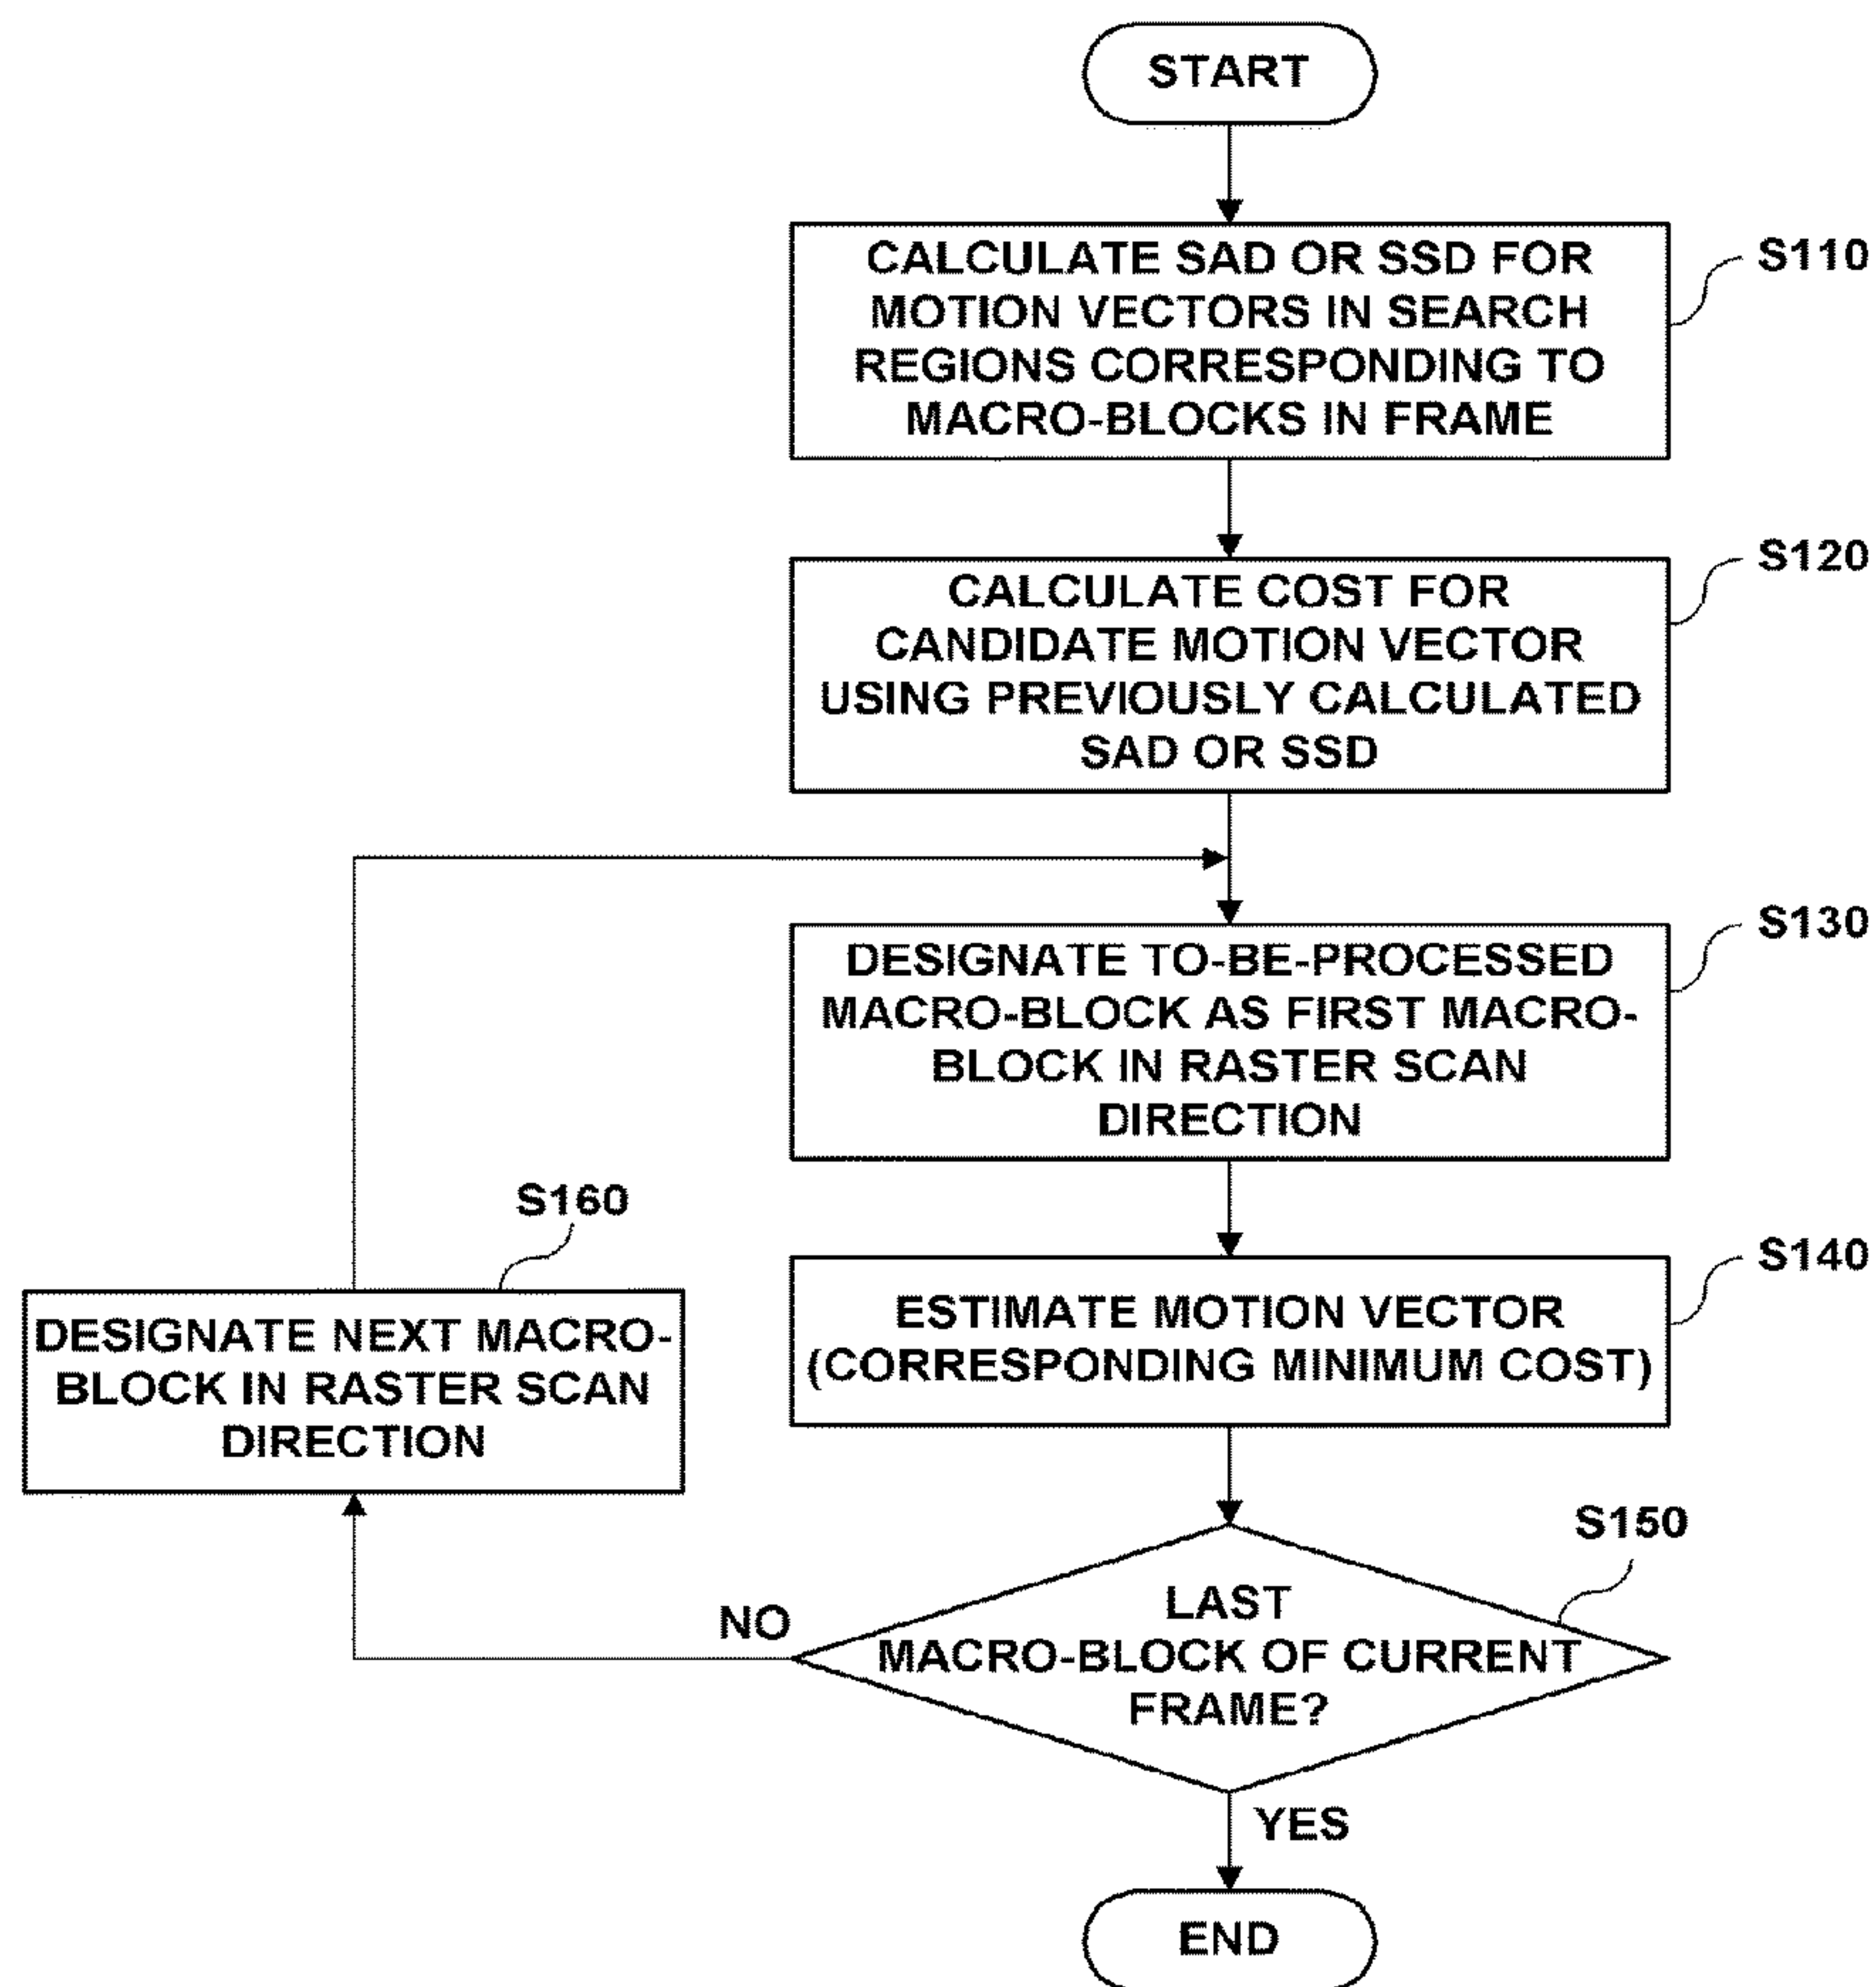 START
CALCULATE SAD OR SSD FOR
MOTION VECTORS IN SEARCH
REGIONS CORRESPONDING TO
MACRO-BLOCKS IN FRAME
S110
CALCULATE COST FOR
CANDIDATE MOTION VECTOR
USING PREVIOUSLY CALCULATED
SAD OR SSD
S120
DESIGNATE TO-BE-PROCESSED
MACRO-BLOCK AS FIRST MACRO-
BLOCK IN RASTER SCAN
DIRECTION
S130
S160
DESIGNATE NEXT MACRO-
BLOCK IN RASTER SCAN
DIRECTION
ESTIMATE MOTION VECTOR
(CORRESPONDING MINIMUM COST)
S140
S150
LAST
MACRO-BLOCK OF CURRENT
FRAME?
NO
YES
END